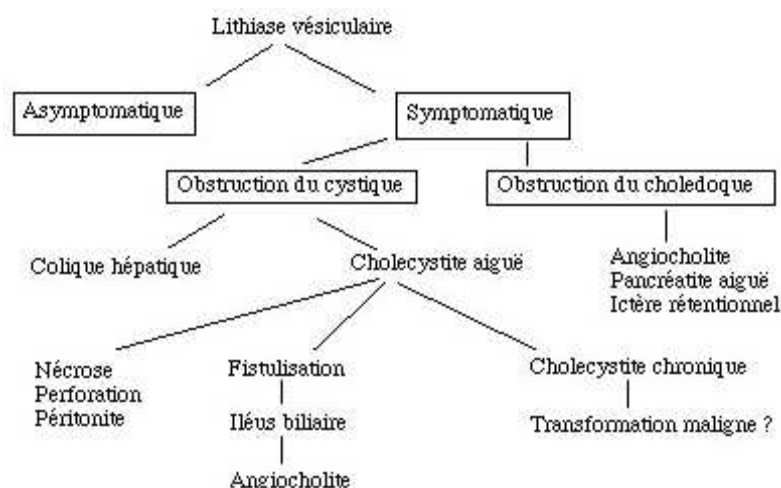 Lithiase vésiculaire
Asymptomatique
Symptomatique
Obstruction du cystique
Obstruction du choledoque
Colique hépatique
Cholecystite aiguë
Angiocholite
Pancréatite aiguë
Ictère rétentionnel
Nécrose
Perforation
Péritonite
Fistulisation
Iléus biliaire
Angiocholite
Cholecystite chronique
Transformation maligne ?